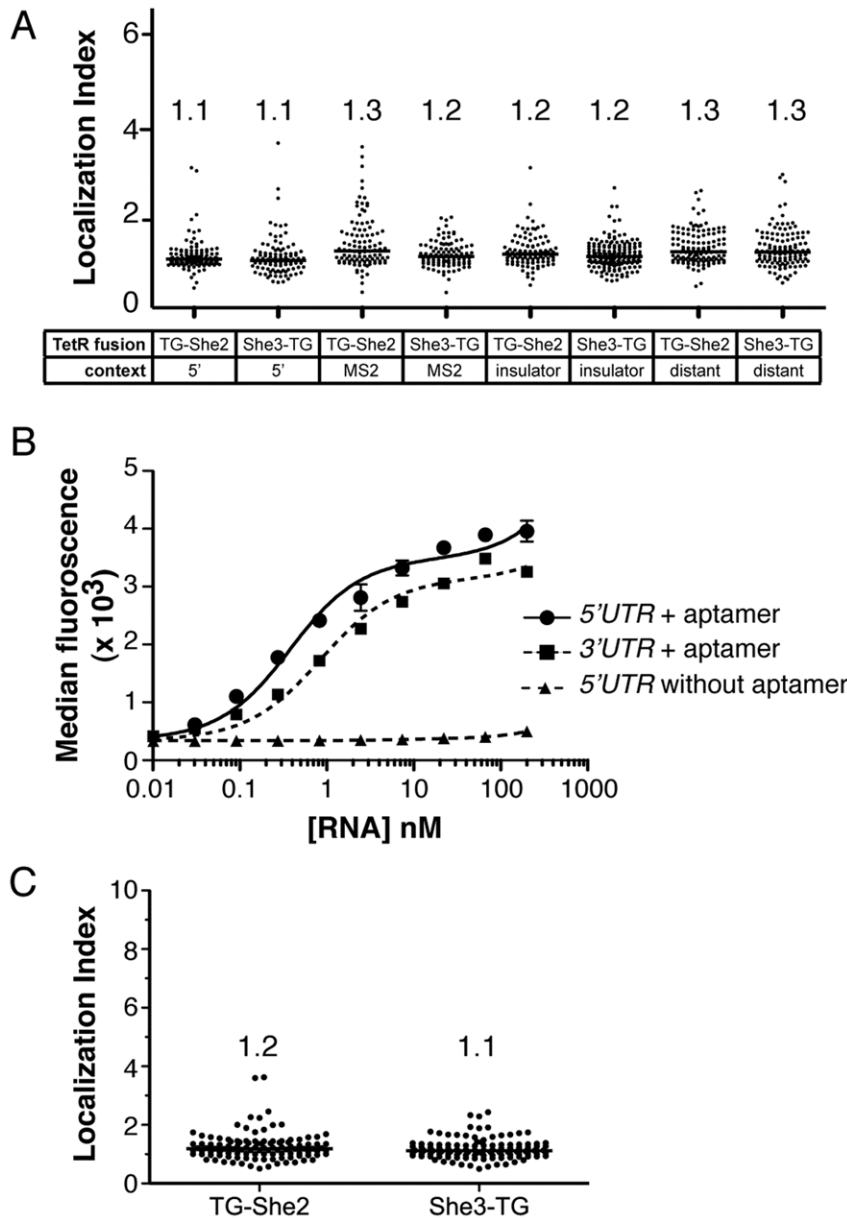 A
Localization Index
6
4
2
0
1.1 1.1 1.3 1.2 1.2 1.2 1.3 1.3
TetR fusion TG-She2 She3-TG TG-She2 She3-TG TG-She2 She3-TG TG-She2 She3-TG
context 5' 5' MS2 MS2 insulator insulator distant distant
B
Median fluoroscence
(x 10³)
5
4
3
2
1
0
0.01 0.1 1 10 100 1000
[RNA] nM
5'UTR + aptamer
3'UTR + aptamer
5'UTR without aptamer
C
Localization Index
10
8
6
4
2
0
1.2 1.1
TG-She2 She3-TG